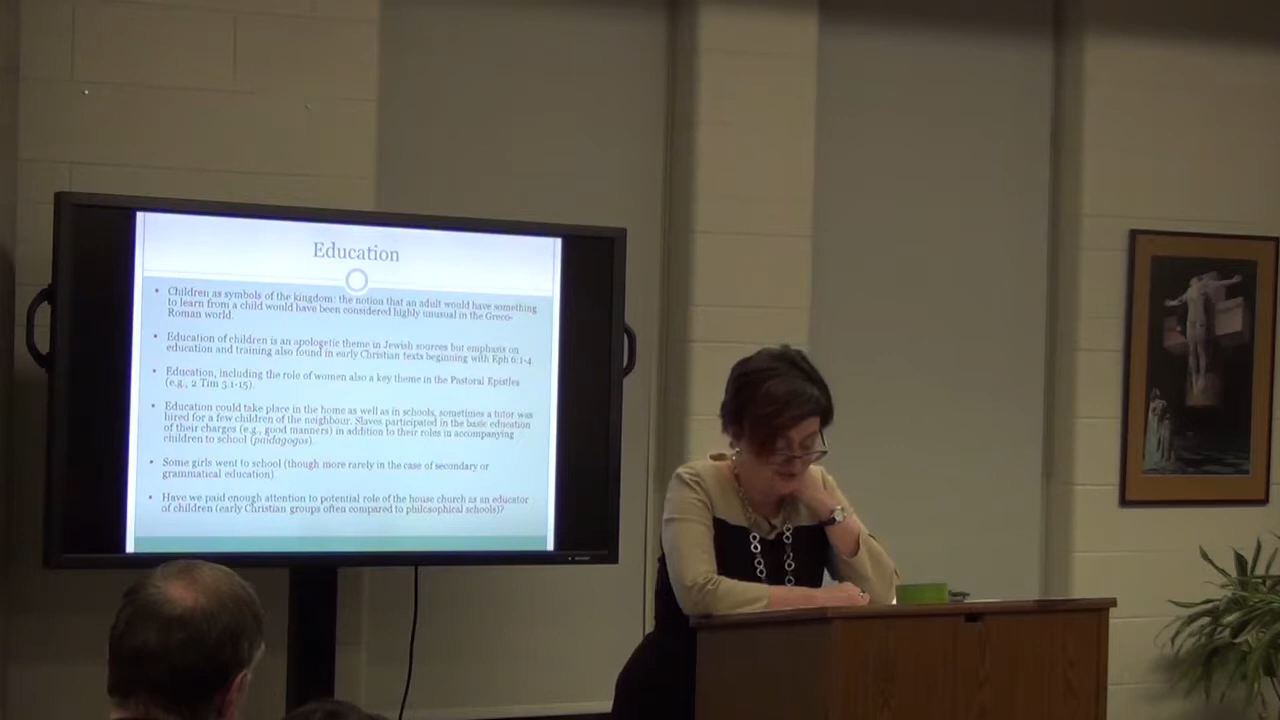 Education
• Children as symbols of the kingdom: the notion that an adult would have something
to learn from a child would have been considered highly unusual in the Greco-
Roman world.
• Education of children is an apologetic theme in Jewish sources but emphasis on
education and training also found in early Christian texts beginning with Eph 6:1-4.
• Education, including the role of women also a key theme in the Pastoral Epistles
(e.g., 2 Tim 3.1-15).
• Education could take place in the home as well as in schools, sometimes a tutor was
hired for a few children of the neighbour. Slaves participated in the basic education
of their charges (e.g., good manners) in addition to their roles in accompanying
children to school (paidagogos).
• Some girls went to school (though more rarely in the case of secondary or
grammatical education)
• Have we paid enough attention to potential role of the house church as an educator
of children (early Christian groups often compared to philosophical schools)?